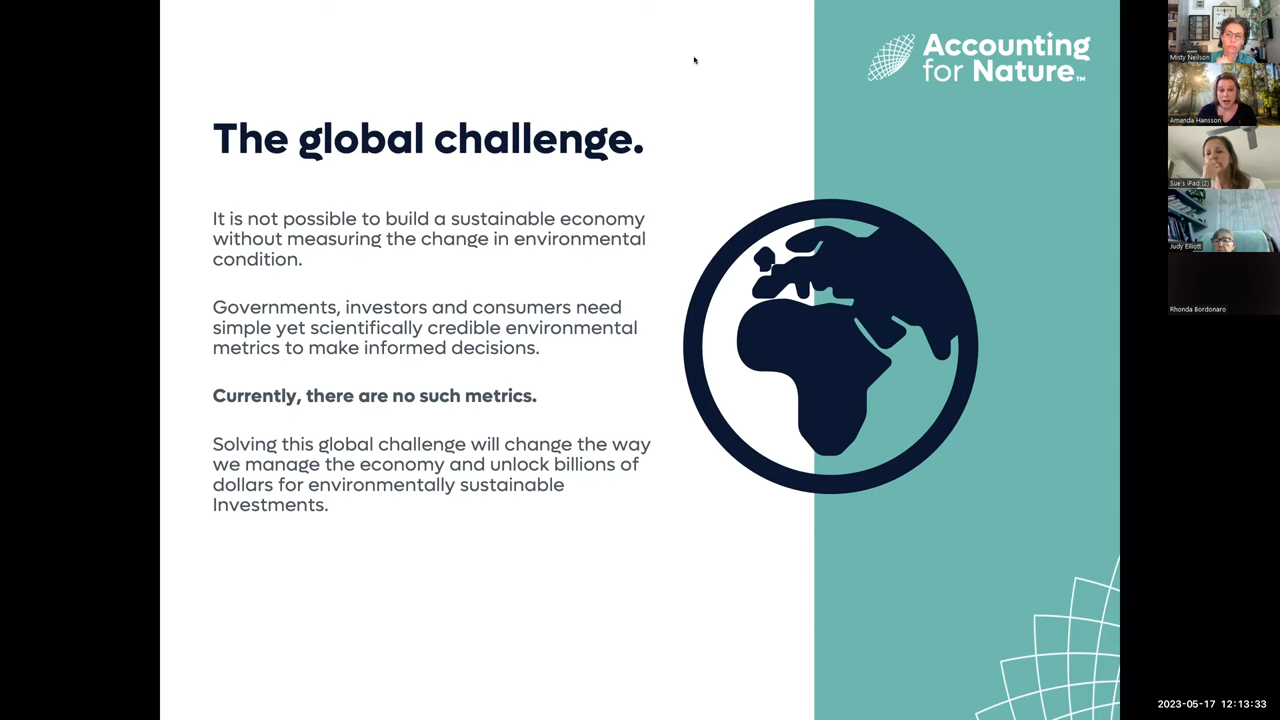 Accounting
for Nature™
The global challenge.
It is not possible to build a sustainable economy
without measuring the change in environmental
condition.
Governments, investors and consumers need
simple yet scientifically credible environmental
metrics to make informed decisions.
Currently, there are no such metrics.
Solving this global challenge will change the way
we manage the economy and unlock billions of
dollars for environmentally sustainable
Investments.
Misty Neilson
Amanda Hansson
Sue's iPad (2)
Judy Elliott
Rhonda Bordonaro
2023-05-17 12:13:33